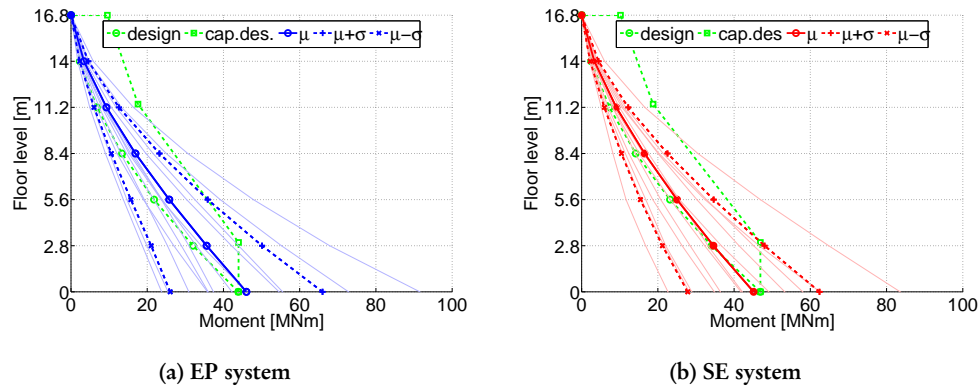 16.8
14
11.2
8.4
5.6
2.8
0
Floor level [m]
design cap.des. μ μ+σ μ−σ
0 20 40 60 80 100
Moment [MNm]
(a) EP system
16.8
14
11.2
8.4
5.6
2.8
0
Floor level [m]
design cap.des μ μ+σ μ−σ
0 20 40 60 80 100
Moment [MNm]
(b) SE system